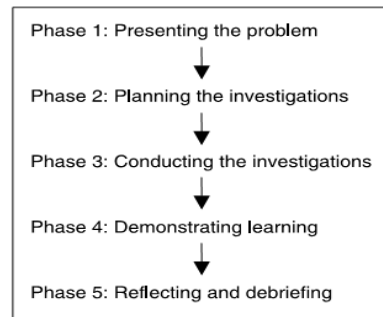 Phase 1: Presenting the problem
Phase 2: Planning the investigations
Phase 3: Conducting the investigations
Phase 4: Demonstrating learning
Phase 5: Reflecting and debriefing